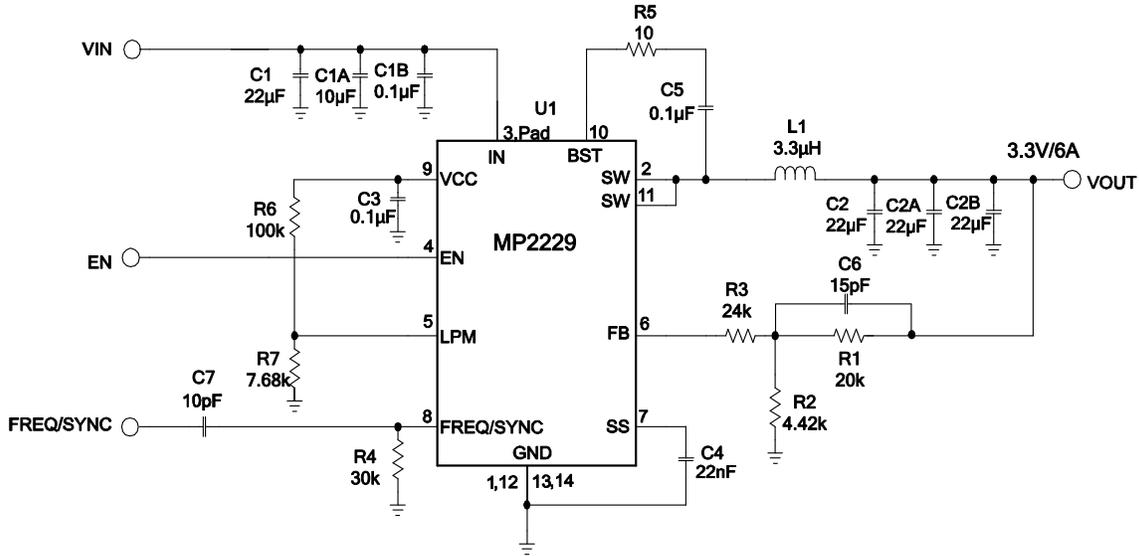 VIN
C1
22µF
C1A
10µF
C1B
0.1µF
R5
10
C5
0.1µF
U1
3,Pad
10
IN
BST
L1
3.3µH
3.3V/6A
VOUT
9
VCC
SW
2
SW
11
C3
0.1µF
R6
100k
C2
22µF
C2A
22µF
C2B
22µF
MP2229
EN
4
EN
C6
15pF
R3
24k
5
LPM
FB
6
R1
20k
R7
7.68k
C7
10pF
R2
4.42k
FREQ/SYNC
8
FREQ/SYNC
SS
7
R4
30k
GND
C4
22nF
1,12
13,14